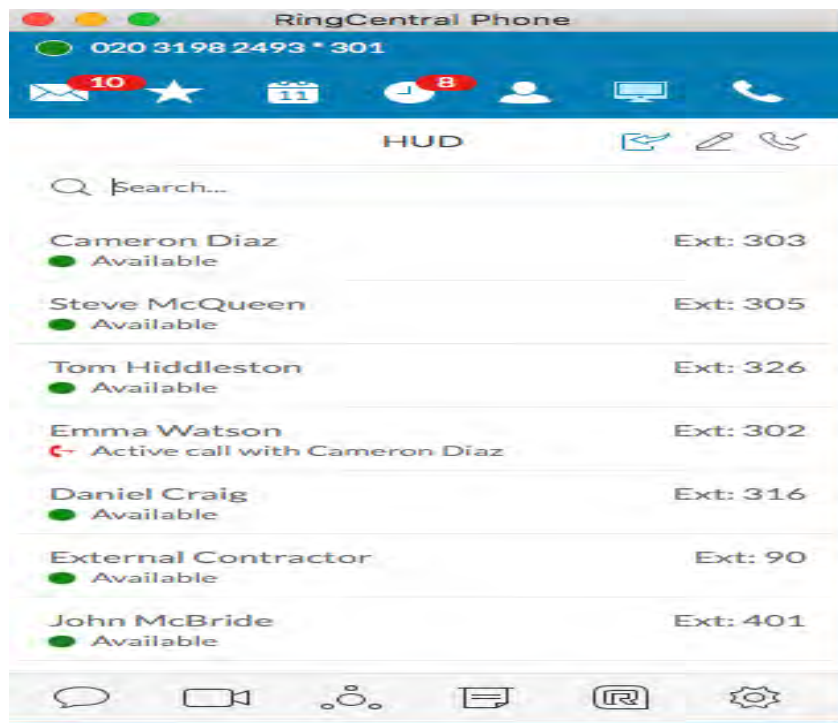 RingCentral Phone
020 3198 2493 * 301
10
11
8
HUD
Search...
Cameron Diaz Ext: 303
Available
Steve McQueen Ext: 305
Available
Tom Hiddleston Ext: 326
Available
Emma Watson Ext: 302
Active call with Cameron Diaz
Daniel Craig Ext: 316
Available
External Contractor Ext: 90
Available
John McBride Ext: 401
Available
R